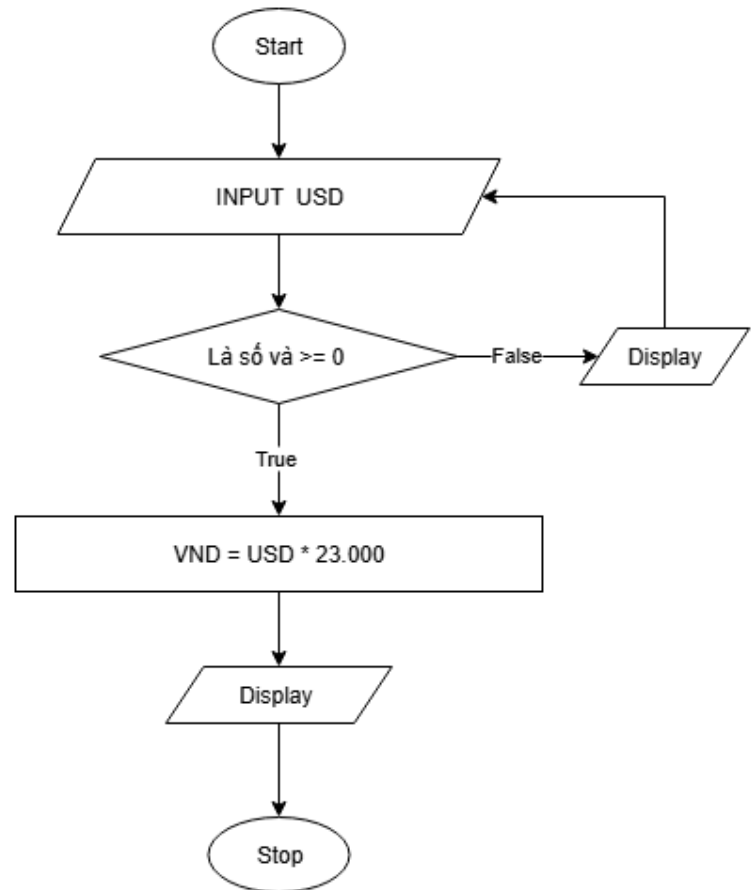 Start
INPUT USD
Là số và >= 0
False
Display
True
VND = USD * 23.000
Display
Stop